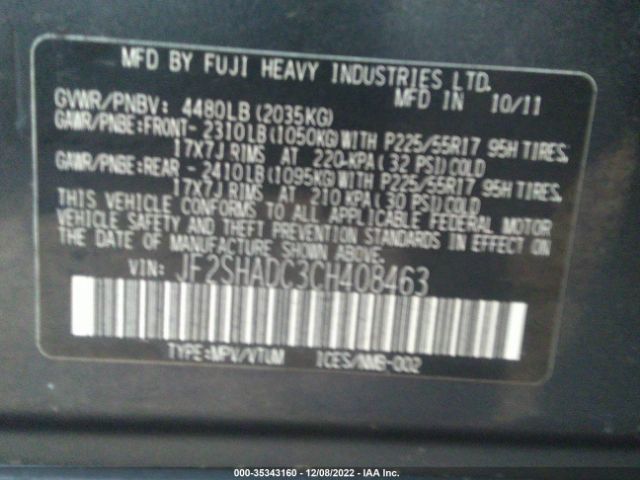 MFD BY FUJI HEAVY INDUSTRIES LTD.
MFD IN 10/11
GVWR/PNBV: 4480LB (2035KG)
GAWR/PNBE:FRONT- 2310LB(1050KG)WITH P225/55R17 95H TIRES,
17X7J RIMS AT 220-KPA(32 PSI)COLD
GAWR/PNBE:REAR - 2410LB(1095KG)WITH P225/55R17 95H TIRES,
17X7J RIMS AT 210 KPA(30 PSI)COLD
THIS VEHICLE CONFORMS TO ALL APPLICABLE FEDERAL MOTOR
VEHICLE SAFETY AND THEFT PREVENTION STANDARDS IN EFFECT ON
THE DATE OF MANUFACTURE SHOWN ABOVE.
VIN: JF2SHADC3CH408463
TYPE:MPV/VTUM ICES/NMB-002
000-35343160 - 12/08/2022 - IAA Inc.